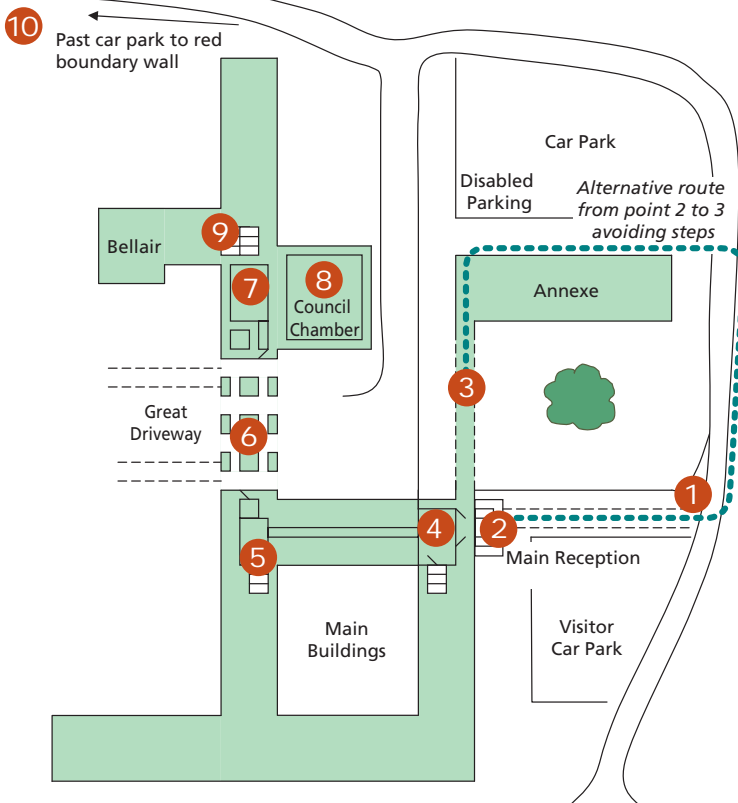 10
Past car park to red
boundary wall
Car Park
Disabled
Parking
Alternative route
from point 2 to 3
avoiding steps
9
Bellair
7
8
Council
Chamber
Annexe
3
Great
Driveway
6
1
4
2
5
Main Reception
Main
Buildings
Visitor
Car Park